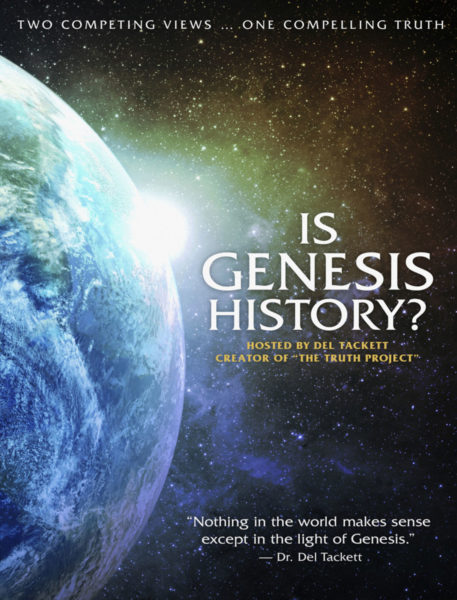 TWO COMPETING VIEWS ... ONE COMPELLING TRUTH
IS
GENESIS
HISTORY?
HOSTED BY DEL TACKETT
CREATOR OF “THE TRUTH PROJECT”
“Nothing in the world makes sense
except in the light of Genesis.”
— Dr. Del Tackett